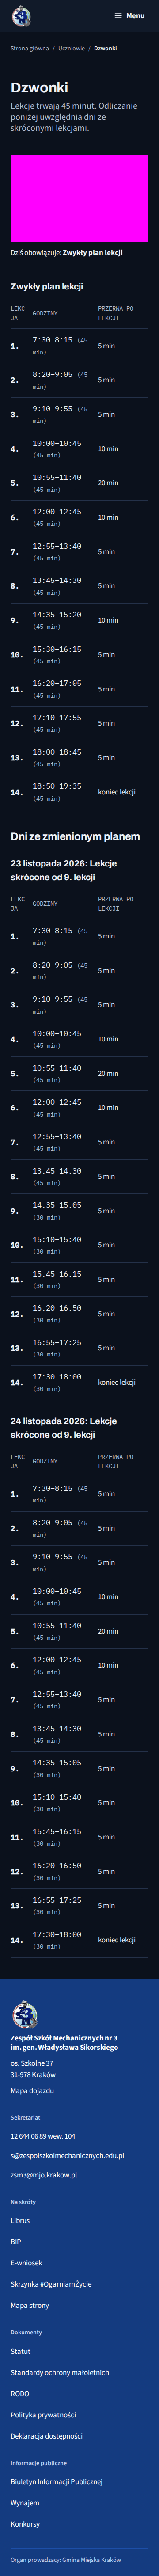 Menu
Strona główna / Uczniowie / Dzwonki
Dzwonki
Lekcje trwają 45 minut. Odliczanie
poniżej uwzględnia dni ze
skróconymi lekcjami.
Dziś obowiązuje: Zwykły plan lekcji
Zwykły plan lekcji
LEKC
JA
GODZINY
PRZERWA PO
LEKCJI
1. 7:30–8:15 (45
min) 5 min
2. 8:20–9:05 (45
min) 5 min
3. 9:10–9:55 (45
min) 5 min
4. 10:00–10:45
(45 min) 10 min
5. 10:55–11:40
(45 min) 20 min
6. 12:00–12:45
(45 min) 10 min
7. 12:55–13:40
(45 min) 5 min
8. 13:45–14:30
(45 min) 5 min
9. 14:35–15:20
(45 min) 10 min
10. 15:30–16:15
(45 min) 5 min
11. 16:20–17:05
(45 min) 5 min
12. 17:10–17:55
(45 min) 5 min
13. 18:00–18:45
(45 min) 5 min
14. 18:50–19:35
(45 min) koniec lekcji
Dni ze zmienionym planem
23 listopada 2026: Lekcje
skrócone od 9. lekcji
LEKC
JA
GODZINY
PRZERWA PO
LEKCJI
1. 7:30–8:15 (45
min) 5 min
2. 8:20–9:05 (45
min) 5 min
3. 9:10–9:55 (45
min) 5 min
4. 10:00–10:45
(45 min) 10 min
5. 10:55–11:40
(45 min) 20 min
6. 12:00–12:45
(45 min) 10 min
7. 12:55–13:40
(45 min) 5 min
8. 13:45–14:30
(45 min) 5 min
9. 14:35–15:05
(30 min) 5 min
10. 15:10–15:40
(30 min) 5 min
11. 15:45–16:15
(30 min) 5 min
12. 16:20–16:50
(30 min) 5 min
13. 16:55–17:25
(30 min) 5 min
14. 17:30–18:00
(30 min) koniec lekcji
24 listopada 2026: Lekcje
skrócone od 9. lekcji
LEKC
JA
GODZINY
PRZERWA PO
LEKCJI
1. 7:30–8:15 (45
min) 5 min
2. 8:20–9:05 (45
min) 5 min
3. 9:10–9:55 (45
min) 5 min
4. 10:00–10:45
(45 min) 10 min
5. 10:55–11:40
(45 min) 20 min
6. 12:00–12:45
(45 min) 10 min
7. 12:55–13:40
(45 min) 5 min
8. 13:45–14:30
(45 min) 5 min
9. 14:35–15:05
(30 min) 5 min
10. 15:10–15:40
(30 min) 5 min
11. 15:45–16:15
(30 min) 5 min
12. 16:20–16:50
(30 min) 5 min
13. 16:55–17:25
(30 min) 5 min
14. 17:30–18:00
(30 min) koniec lekcji
Zespół Szkół Mechanicznych nr 3
im. gen. Władysława Sikorskiego
os. Szkolne 37
31-978 Kraków
Mapa dojazdu
Sekretariat
12 644 06 89 wew. 104
s@zespolszkolmechanicznych.edu.pl
zsm3@mjo.krakow.pl
Na skróty
Librus
BIP
E-wniosek
Skrzynka #OgarniamŻycie
Mapa strony
Dokumenty
Statut
Standardy ochrony małoletnich
RODO
Polityka prywatności
Deklaracja dostępności
Informacje publiczne
Biuletyn Informacji Publicznej
Wynajem
Konkursy
Organ prowadzący: Gmina Miejska Kraków